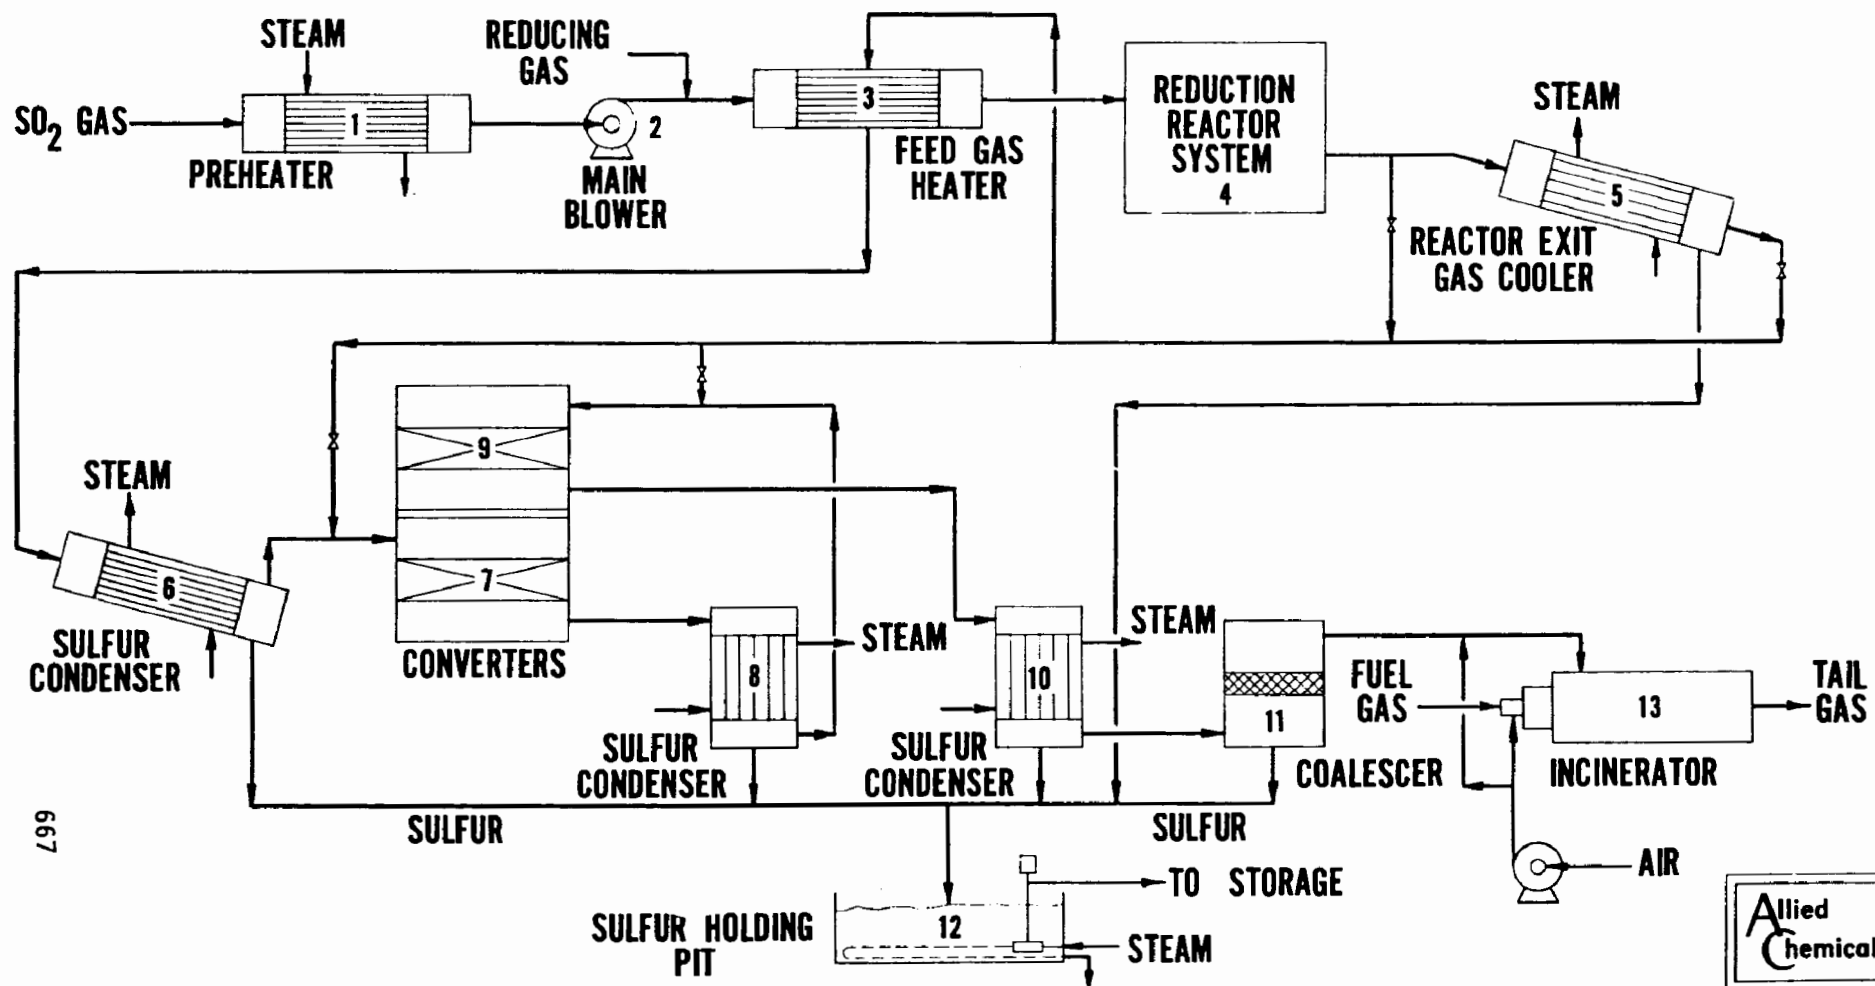 STEAM
REDUCING
GAS
SO2 GAS
1
2
3
PREHEATER
MAIN
BLOWER
FEED GAS
HEATER
REDUCTION
REACTOR
SYSTEM
4
STEAM
5
REACTOR EXIT
GAS COOLER
STEAM
6
SULFUR
CONDENSER
9
7
CONVERTERS
8
STEAM
SULFUR
CONDENSER
10
STEAM
SULFUR
CONDENSER
11
COALESCER
FUEL
GAS
13
INCINERATOR
TAIL
GAS
SULFUR
SULFUR
AIR
TO STORAGE
12
SULFUR HOLDING
PIT
STEAM
667
Allied
Chemical